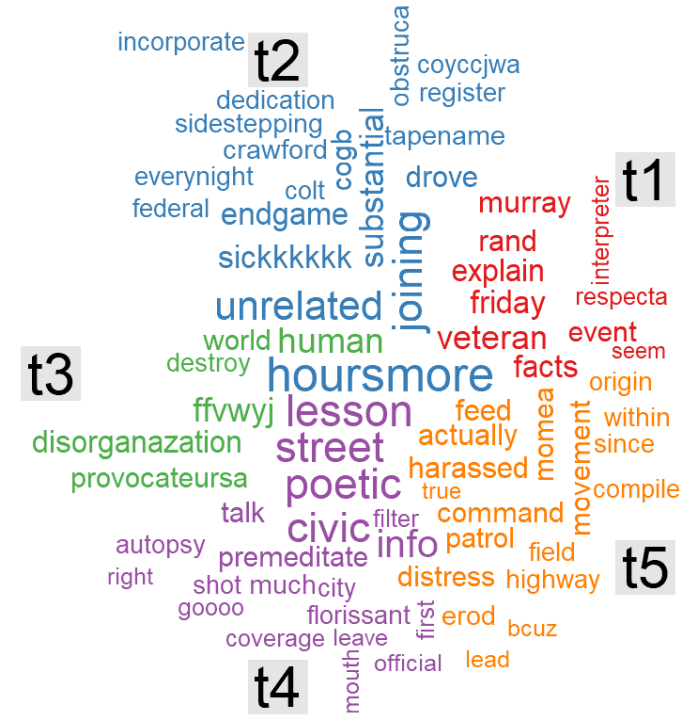 incorporate
t2
obstruca
coyccjwa
register
dedication
sidestepping
crawford
cogb
substantial
tapename
everynight
colt
drove
federal
endgame
sickkkkkk
joining
unrelated
hoursmore
t1
murray
interpreter
rand
explain
friday
respecta
veteran
event
seem
facts
world
human
destroy
t3
ffvwyj
disorganazation
provocateursa
lesson
street
poetic
talk
civic
filter
info
autopsy
premeditate
right
shot
much
city
goooo
florissant
first
coverage
leave
mouth
official
t4
origin
feed
momea
movement
within
actually
since
harassed
true
compile
command
patrol
field
distress
highway
t5
erod
bcuz
lead